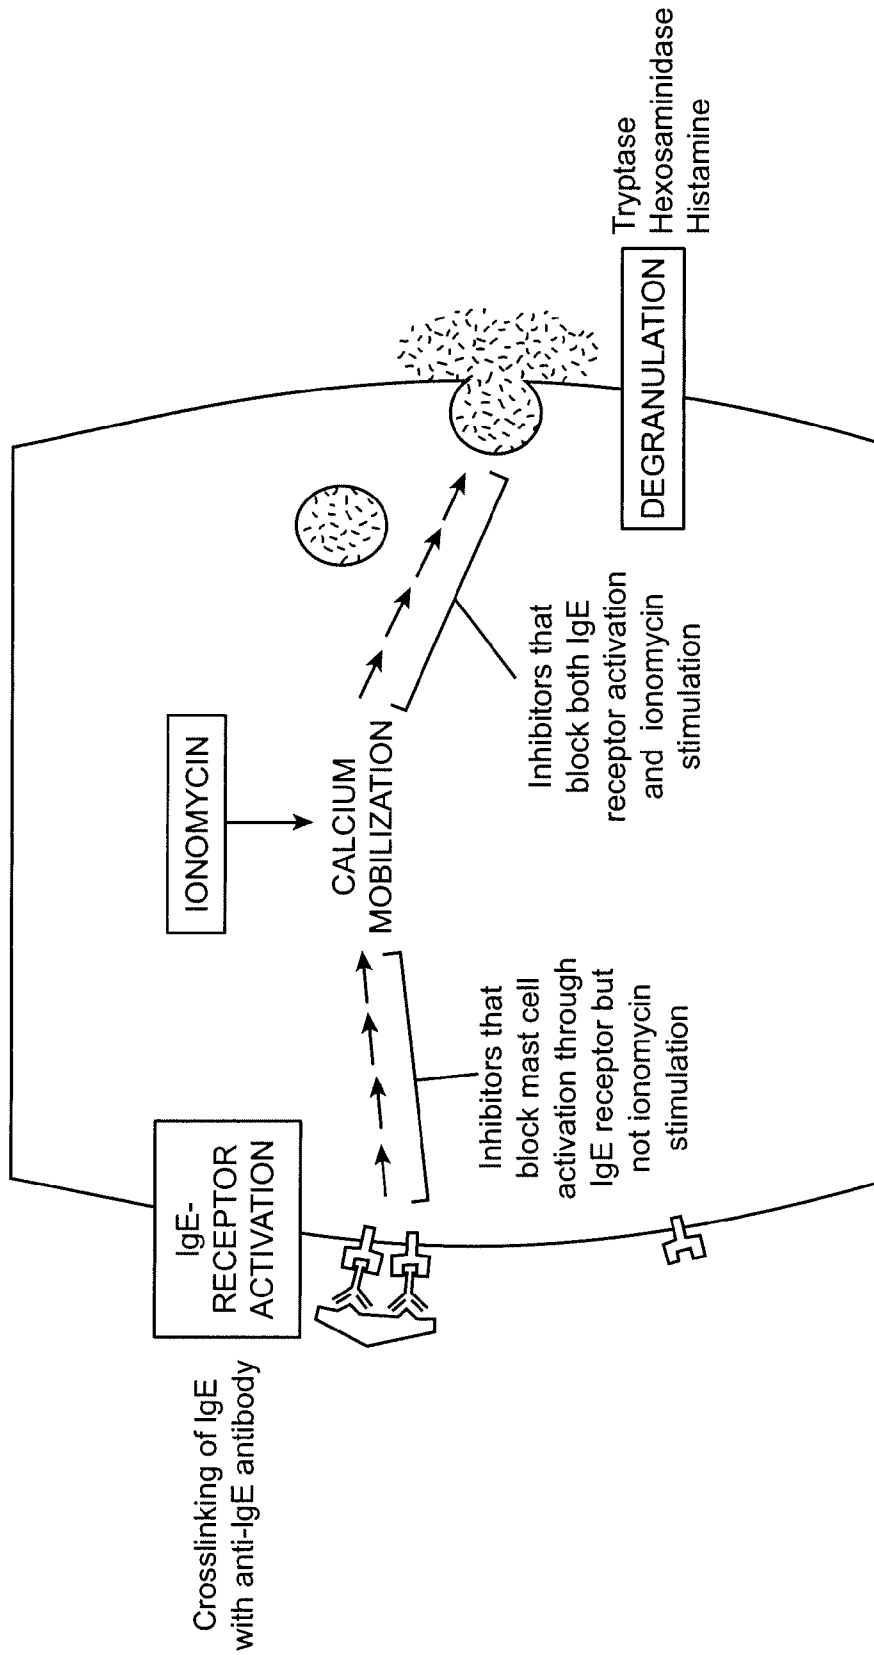 Crosslinking of IgE
with anti-IgE antibody
IgE-
RECEPTOR
ACTIVATION
IONOMYCIN
CALCIUM
MOBILIZATION
Inhibitors that
block mast cell
activation through
IgE receptor but
not ionomycin
stimulation
Inhibitors that
block both IgE
receptor activation
and ionomycin
stimulation
DEGRANULATION
Tryptase
Hexosaminidase
Histamine